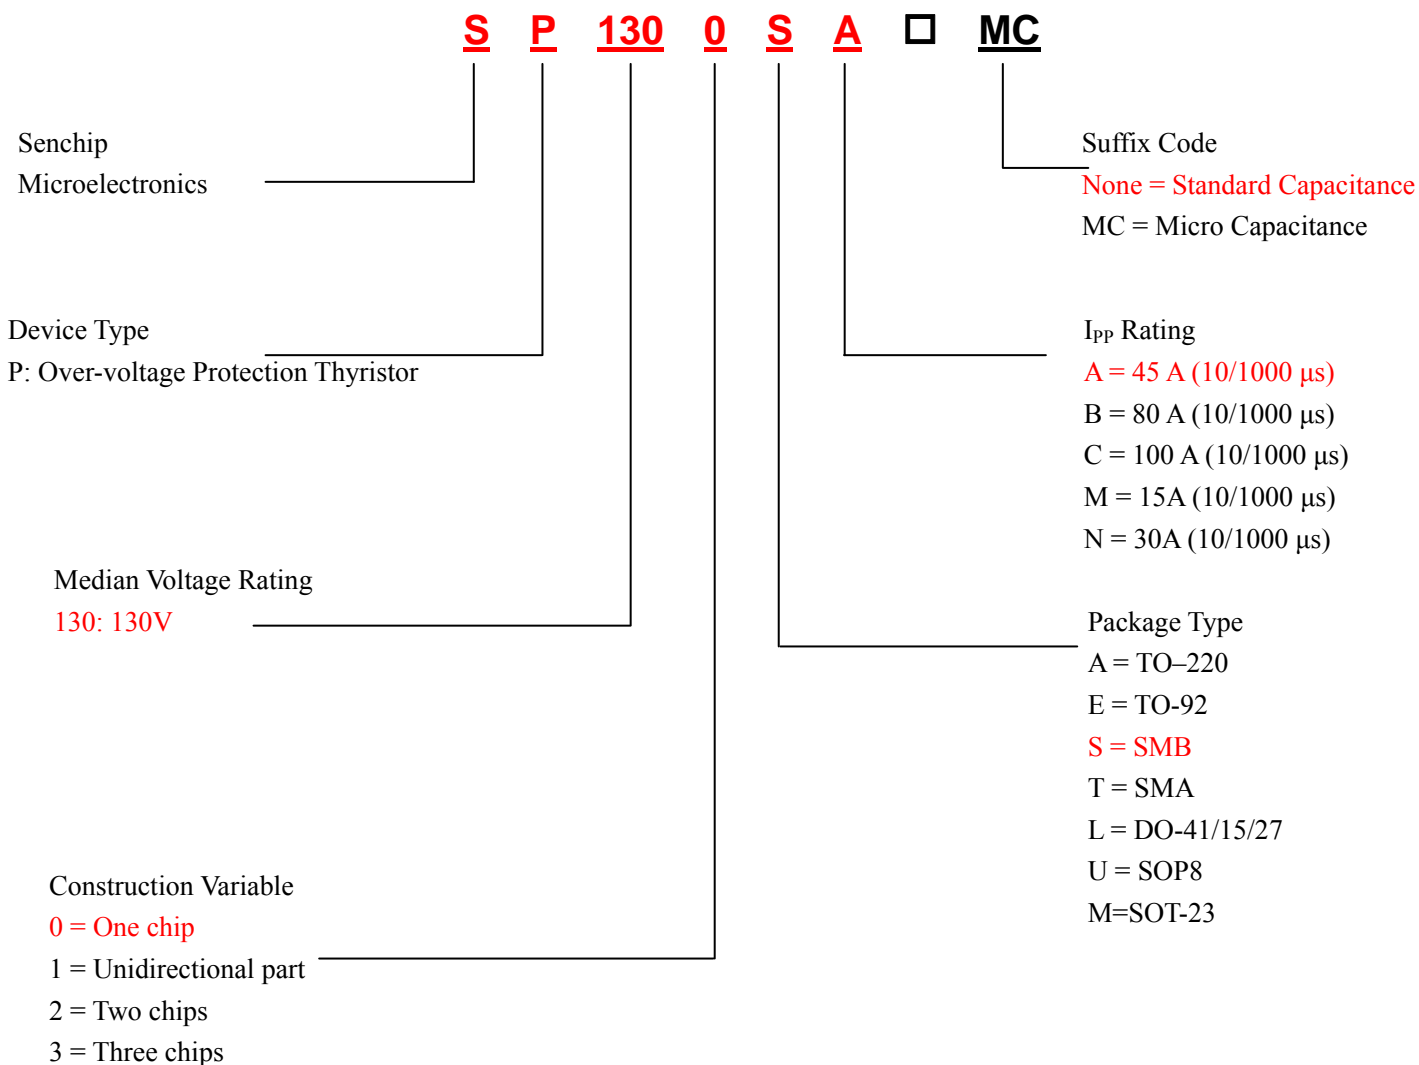 S P 130 0 S A □ MC
Senchip
Microelectronics
Device Type
P: Over-voltage Protection Thyristor
Median Voltage Rating
130: 130V
Construction Variable
0 = One chip
1 = Unidirectional part
2 = Two chips
3 = Three chips
Suffix Code
None = Standard Capacitance
MC = Micro Capacitance
IPP Rating
A = 45 A (10/1000 μs)
B = 80 A (10/1000 μs)
C = 100 A (10/1000 μs)
M = 15A (10/1000 μs)
N = 30A (10/1000 μs)
Package Type
A = TO–220
E = TO-92
S = SMB
T = SMA
L = DO-41/15/27
U = SOP8
M=SOT-23